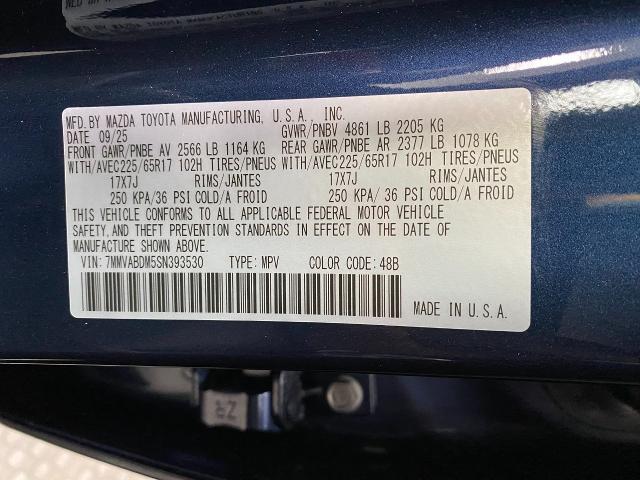 MAZDA TOYOTA MANUFACTURING, U.S.A.
MFD.BY MAZDA TOYOTA MANUFACTURING, U.S.A., INC.
DATE 09/25 GVWR/PNBV 4861 LB 2205 KG
FRONT GAWR/PNBE AV 2566 LB 1164 KG REAR GAWR/PNBE AR 2377 LB 1078 KG
WITH/AVEC225/65R17 102H TIRES/PNEUS WITH/AVEC225/65R17 102H TIRES/PNEUS
17X7J RIMS/JANTES 17X7J RIMS/JANTES
250 KPA/36 PSI COLD/A FROID 250 KPA/ 36 PSI COLD/A FROID
THIS VEHICLE CONFORMS TO ALL APPLICABLE FEDERAL MOTOR VEHICLE
SAFETY,AND THEFT PREVENTION STANDARDS IN EFFECT ON THE DATE OF
MANUFACTURE SHOWN ABOVE.
VIN: 7MMVABDM5SN393530 TYPE: MPV COLOR CODE: 48B
MADE IN U.S.A.